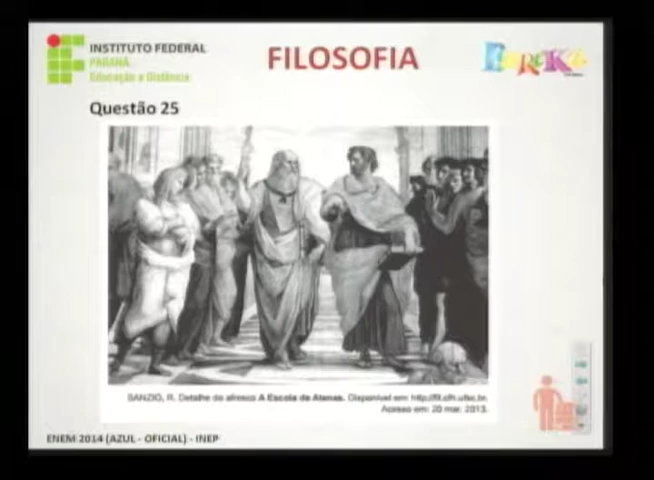 INSTITUTO FEDERAL
PARANÁ
Educação a Distância
FILOSOFIA
EUREKA
Questão 25
SANZIO, R. Detalhe do afresco A Escola de Atenas. Disponível em: http://fil.cfh.ufsc.br.
Acesso em: 20 mar. 2013.
ENEM 2014 (AZUL - OFICIAL) - INEP